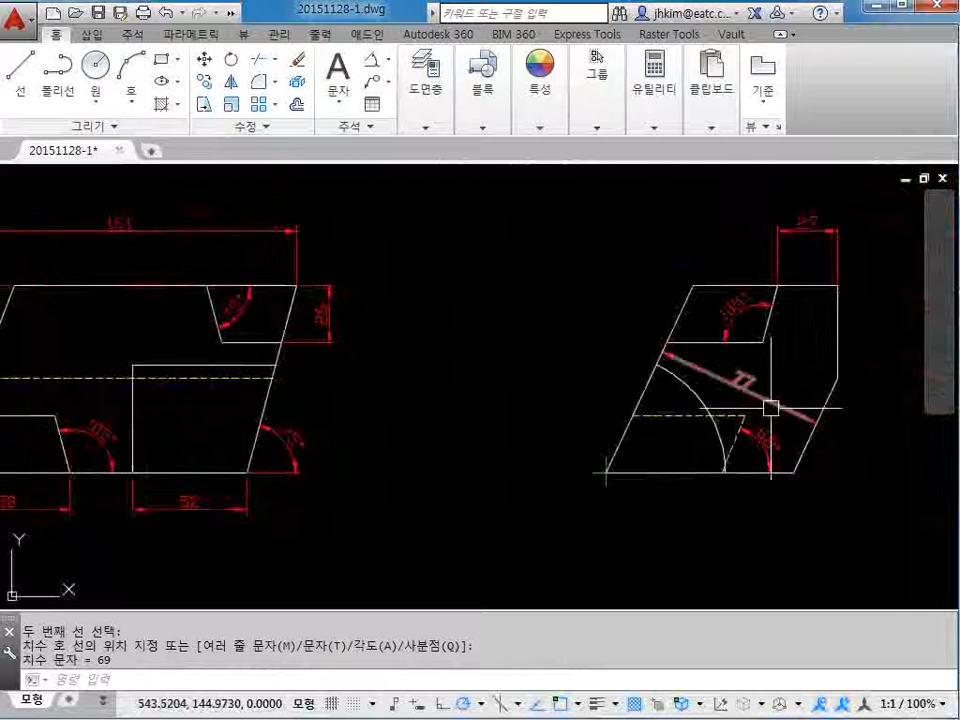 20151128-1.dwg
키워드 또는 구절 입력
jhkim@eatc.c...
홈 삽입 주석 파라메트릭 뷰 관리 출력 애드인 Autodesk 360 BIM 360 Express Tools Raster Tools Vault
선 폴리선 원 호 문자 도면층 블록 특성 그룹 유틸리티 클립보드 기준
그리기 수정 주석 뷰
20151128-1*
161
27
71
52
Y
X
두 번째 선 선택:
치수 호 선의 위치 지정 또는 [여러 줄 문자(M)/문자(T)/각도(A)/사분점(Q)]:
치수 문자 = 69
명령 입력
모형
543.5204, 144.9730, 0.0000 모형 1:1 / 100%